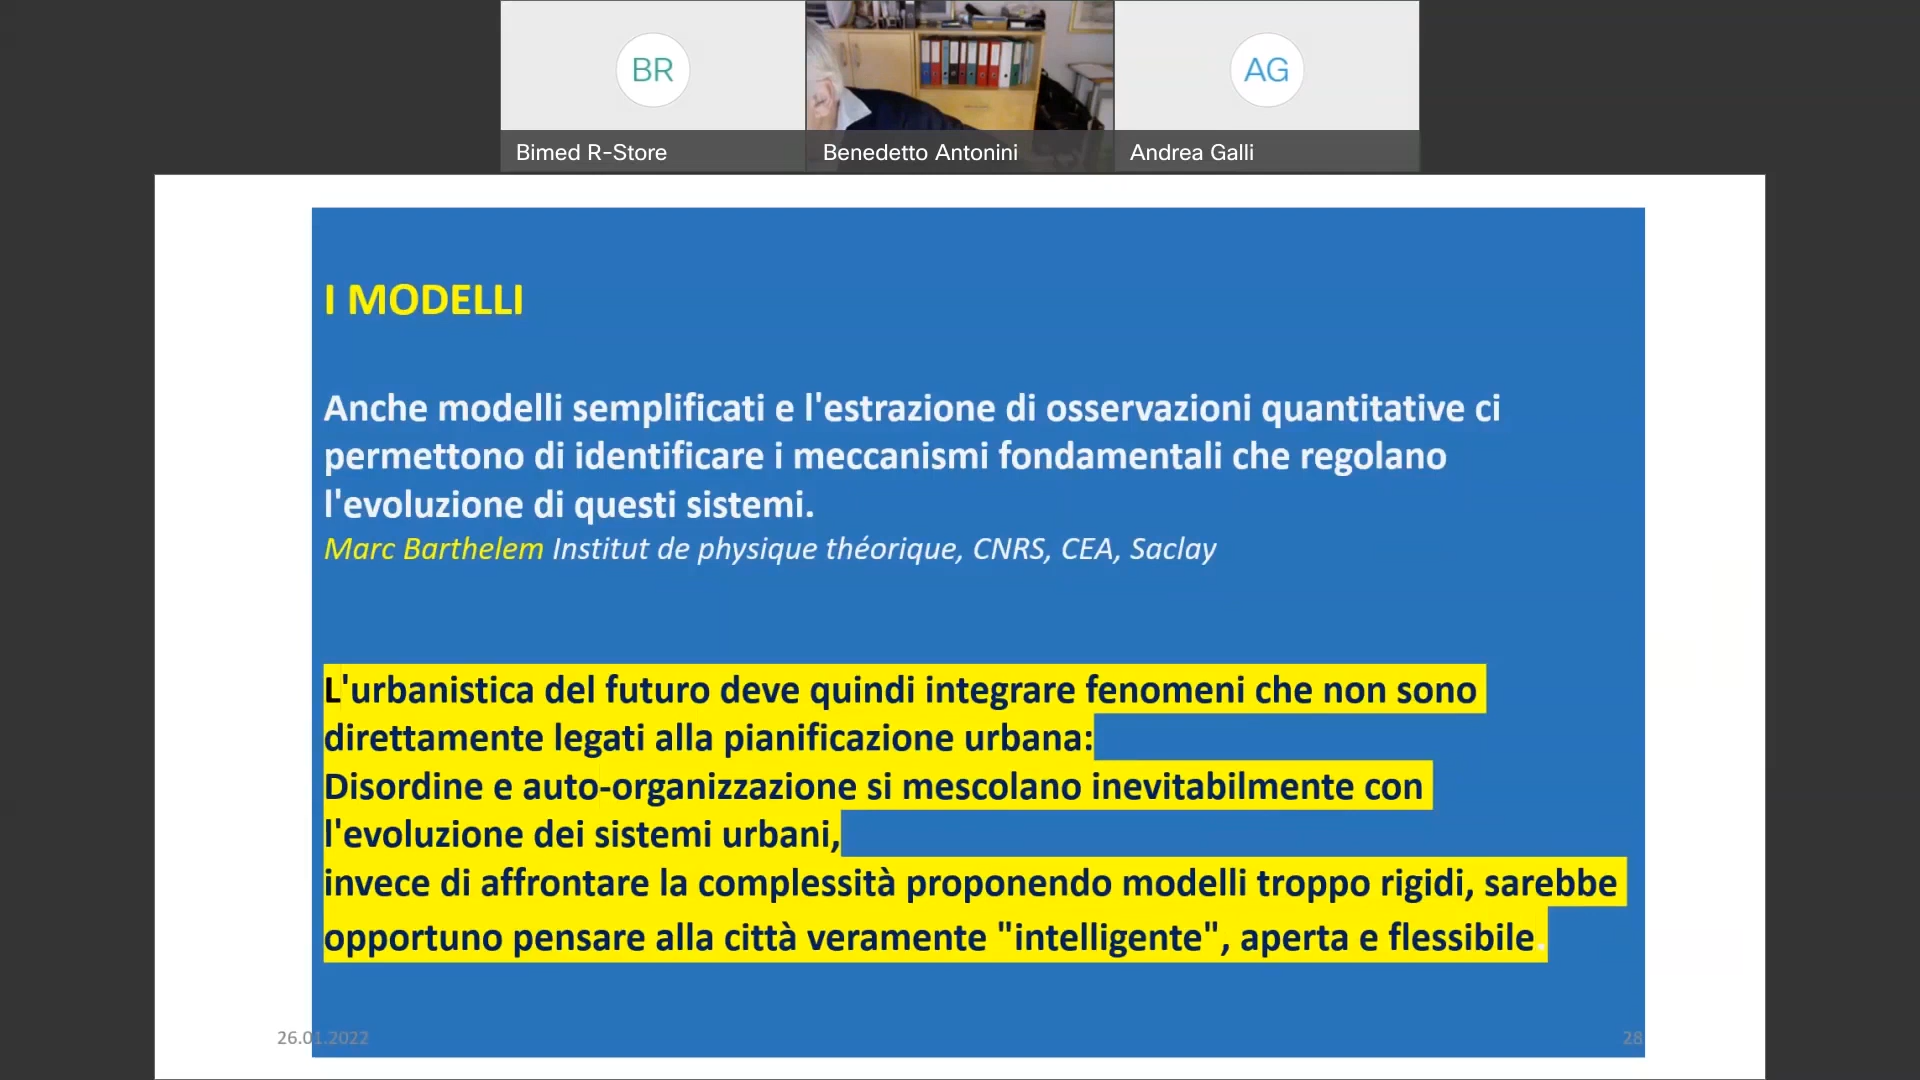 BR
AG
Bimed R-Store
Benedetto Antonini
Andrea Galli
I MODELLI
Anche modelli semplificati e l'estrazione di osservazioni quantitative ci
permettono di identificare i meccanismi fondamentali che regolano
l'evoluzione di questi sistemi.
Marc Barthelem Institut de physique théorique, CNRS, CEA, Saclay
L'urbanistica del futuro deve quindi integrare fenomeni che non sono
direttamente legati alla pianificazione urbana:
Disordine e auto-organizzazione si mescolano inevitabilmente con
l'evoluzione dei sistemi urbani,
invece di affrontare la complessità proponendo modelli troppo rigidi, sarebbe
opportuno pensare alla città veramente "intelligente", aperta e flessibile.
26.01.2022
28